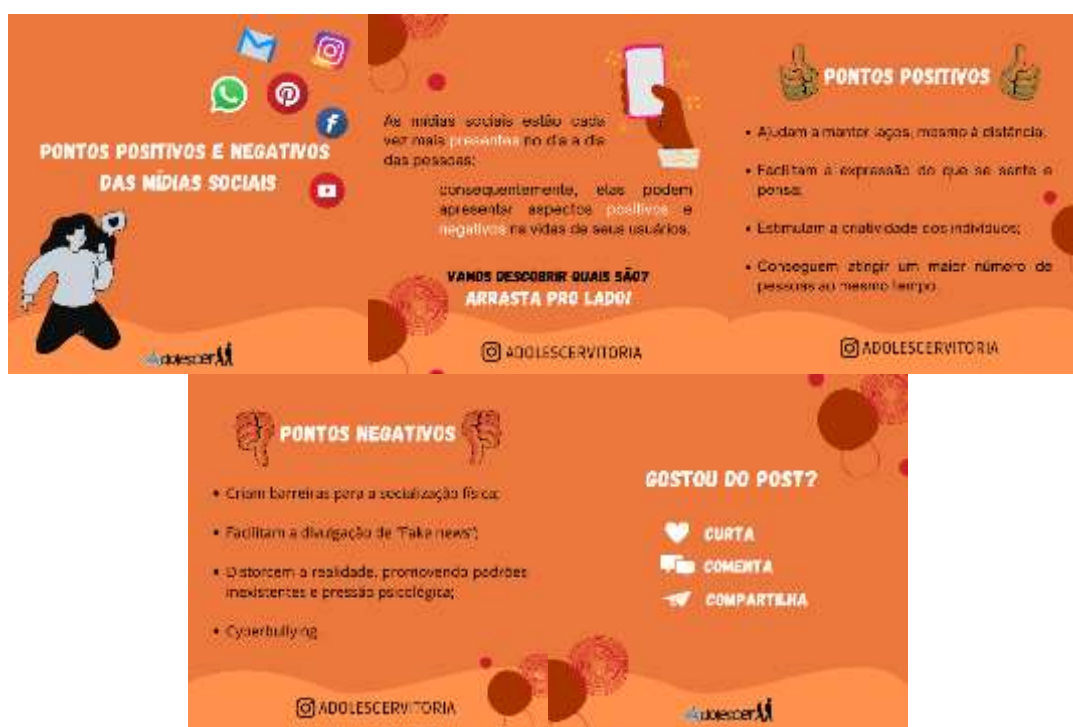 PONTOS POSITIVOS E NEGATIVOS
DAS MÍDIAS SOCIAIS
Adolescer
As mídias sociais estão cada
vez mais presentes no dia a dia
das pessoas;
consequentemente, elas podem
apresentar aspectos positivos e
negativos na vidas de seus usuários.
VAMOS DESCOBRIR QUAIS SÃO?
ARRASTA PRO LADO!
ADOLESCERVITORIA
PONTOS POSITIVOS
• Ajudam a manter laços, mesmo à distância;
• Facilitam a expressão do que se sente e
pensa;
• Estimulam a criatividade dos indivíduos;
• Conseguem atingir um maior número de
pessoas ao mesmo tempo.
ADOLESCERVITORIA
PONTOS NEGATIVOS
• Criam barreiras para a socialização física;
• Facilitam a divulgação de "Fake news";
• Distorcem a realidade, promovendo padrões
inexistentes e pressão psicológica;
• Cyberbullying
ADOLESCERVITORIA
GOSTOU DO POST?
CURTA
COMENTA
COMPARTILHA
Adolescer